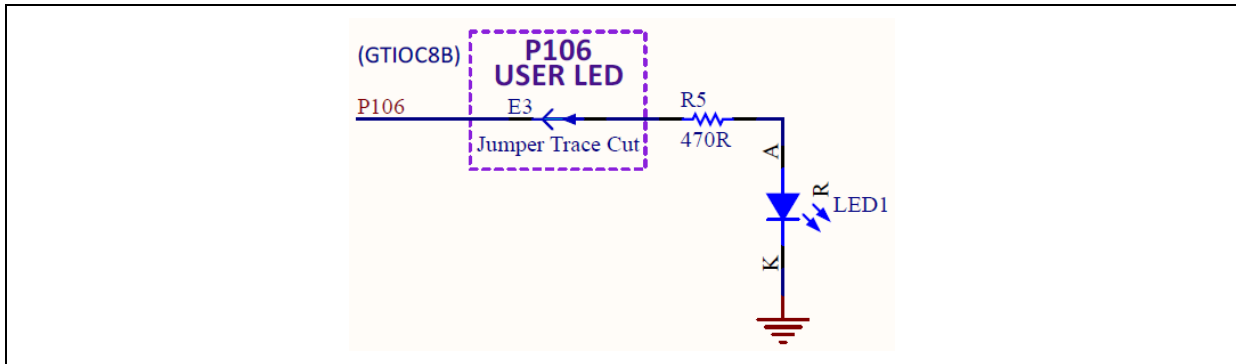 (GTIOC8B)
P106
USER LED
P106
E3
R5
Jumper Trace Cut
470R
A
R
LED1
K